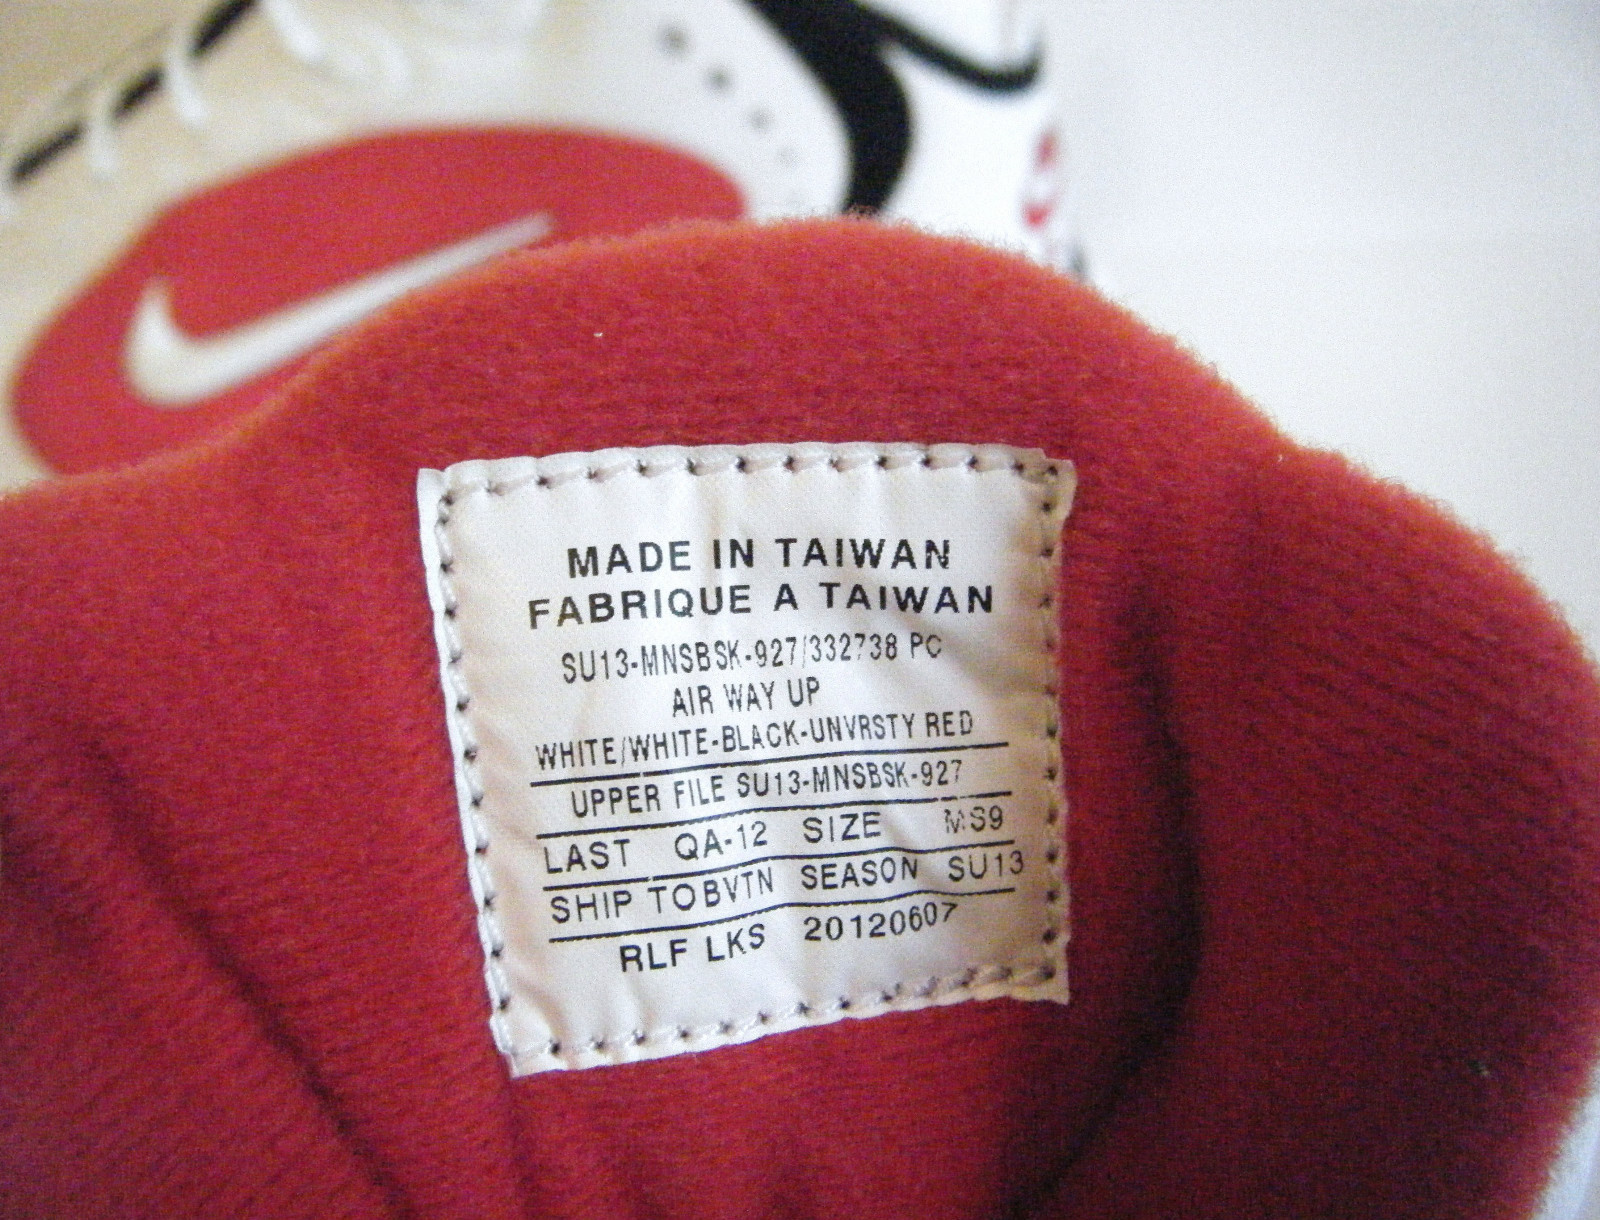 MADE IN TAIWAN
FABRIQUE A TAIWAN
SU13-MNSBSK-927/332738 PC
AIR WAY UP
WHITE/WHITE-BLACK-UNVRSTY RED
UPPER FILE SU13-MNSBSK-927
LAST QA-12 SIZE MS9
SHIP TOBVTN SEASON SU13
RLF LKS 20120607